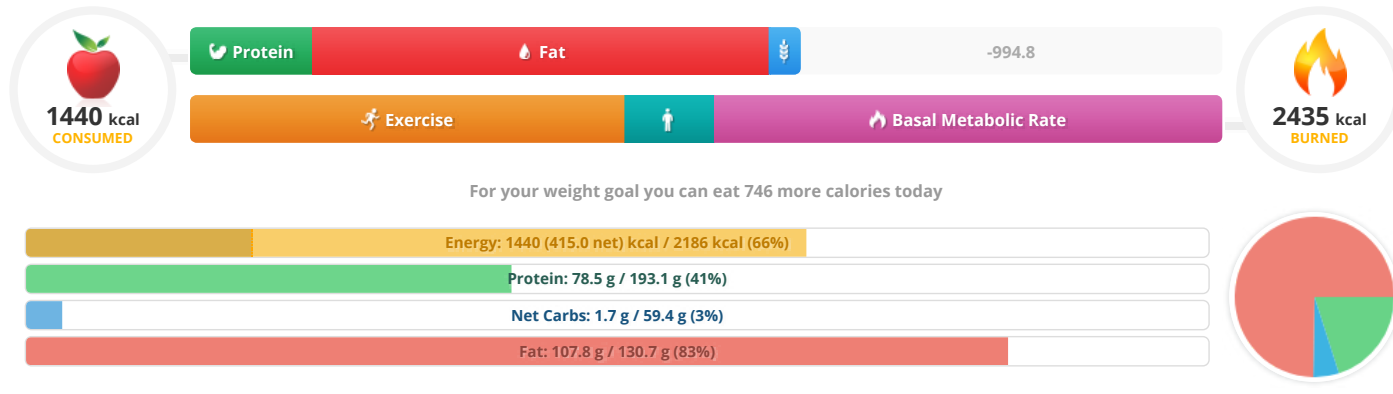 Protein
Fat
-994.8
1440 kcal
CONSUMED
Exercise
Basal Metabolic Rate
2435 kcal
BURNED
For your weight goal you can eat 746 more calories today
Energy: 1440 (415.0 net) kcal / 2186 kcal (66%)
Protein: 78.5 g / 193.1 g (41%)
Net Carbs: 1.7 g / 59.4 g (3%)
Fat: 107.8 g / 130.7 g (83%)